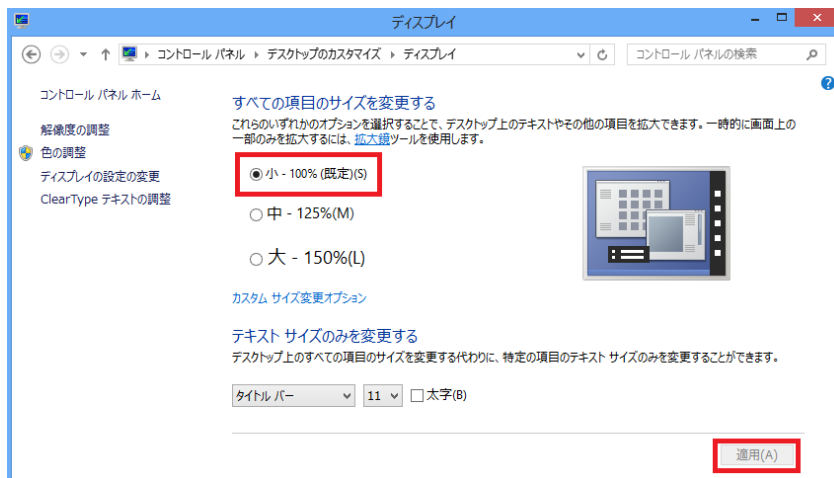 ディスプレイ
コントロール パネル ▸ デスクトップのカスタマイズ ▸ ディスプレイ
コントロール パネルの検索
コントロール パネル ホーム
解像度の調整
色の調整
ディスプレイの設定の変更
ClearType テキストの調整
すべての項目のサイズを変更する
これらのいずれかのオプションを選択することで、デスクトップ上のテキストやその他の項目を拡大できます。一時的に画面上の
一部のみを拡大するには、拡大鏡ツールを使用します。
小 - 100% (既定)(S)
中 - 125%(M)
大 - 150%(L)
カスタム サイズ変更オプション
テキスト サイズのみを変更する
デスクトップ上のすべての項目のサイズを変更する代わりに、特定の項目のテキスト サイズのみを変更することができます。
タイトル バー 11 太字(B)
適用(A)